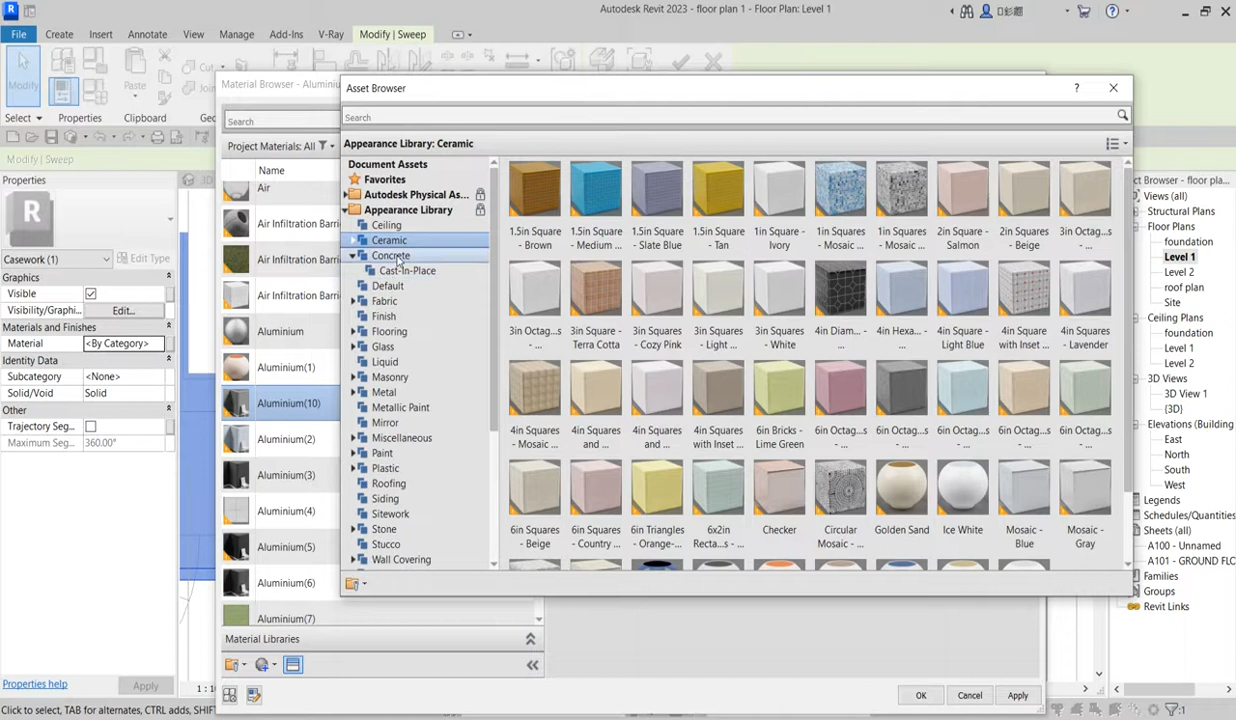 Autodesk Revit 2023 - floor plan 1 - Floor Plan: Level 1
File Create Insert Annotate View Manage Add-Ins V-Ray Modify | Sweep
Modify
Paste
Cut
Select Properties Clipboard
Modify | Sweep
Properties
R
Casework (1) Edit Type
Graphics
Visible
Visibility/Graphi... Edit...
Materials and Finishes
Material <By Category>
Identity Data
Subcategory <None>
Solid/Void Solid
Other
Trajectory Seg...
Maximum Seg... 360.00°
Properties help Apply
Material Browser - Aluminiu
Search
Project Materials: All
Name
Air
Air Infiltration Barri
Air Infiltration Barri
Air Infiltration Barri
Aluminium
Aluminium(1)
Aluminium(10)
Aluminium(2)
Aluminium(3)
Aluminium(4)
Aluminium(5)
Aluminium(6)
Aluminium(7)
Material Libraries
OK Cancel Apply
Asset Browser
Search
Appearance Library: Ceramic
Document Assets
Favorites
Autodesk Physical As...
Appearance Library
Ceiling
Ceramic
Concrete
Cast-In-Place
Default
Fabric
Finish
Flooring
Glass
Liquid
Masonry
Metal
Metallic Paint
Mirror
Miscellaneous
Paint
Plastic
Roofing
Siding
Sitework
Stone
Stucco
Wall Covering
1.5in Square - Brown
1.5in Square - Medium ...
1.5in Square - Slate Blue
1.5in Square - Tan
1in Square - Ivory
1in Squares - Mosaic ...
1in Squares - Mosaic ...
2in Square - Salmon
2in Squares - Beige
3in Octag... - ...
3in Octag... - ...
3in Square - Terra Cotta
3in Squares - Cozy Pink
3in Squares - Light ...
3in Squares - White
4in Diam... - ...
4in Hexa... - ...
4in Square - Light Blue
4in Square with Inset ...
4in Squares - Lavender
4in Squares - Mosaic ...
4in Squares and ...
4in Squares and ...
4in Squares with Inset ...
6in Bricks - Lime Green
6in Octag...s - ...
6in Octag...s - ...
6in Octag...s - ...
6in Octag...s - ...
6in Octag...s - ...
6in Squares - Beige
6in Squares - Country ...
6in Triangles - Orange-...
6x2in Recta...s - ...
Checker
Circular Mosaic - ...
Golden Sand
Ice White
Mosaic - Blue
Mosaic - Gray
ct Browser - floor plan...
Views (all)
Structural Plans
Floor Plans
foundation
Level 1
Level 2
roof plan
Site
Ceiling Plans
foundation
Level 1
Level 2
3D Views
3D View 1
{3D}
Elevations (Building
East
North
South
West
Legends
Schedules/Quantities
Sheets (all)
A100 - Unnamed
A101 - GROUND FLO
Families
Groups
Revit Links
Click to select, TAB for alternates, CTRL adds, SHIFT
:1